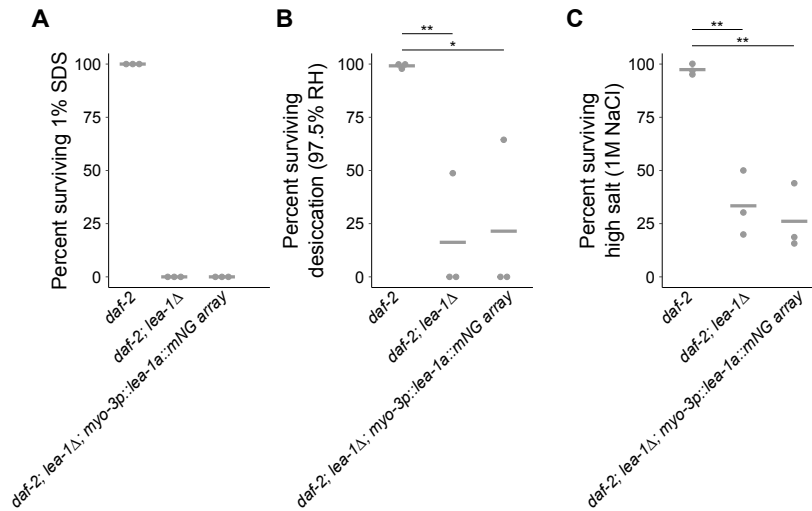 A
Percent surviving 1% SDS
100
75
50
25
0
daf-2
daf-2; lea-1Δ
daf-2; lea-1Δ; myo-3p::lea-1a::mNG array
B
Percent surviving
desiccation (97.5% RH)
**
*
100
75
50
25
0
daf-2
daf-2; lea-1Δ
daf-2; lea-1Δ; myo-3p::lea-1a::mNG array
C
Percent surviving
high salt (1M NaCl)
**
**
100
75
50
25
0
daf-2
daf-2; lea-1Δ
daf-2; lea-1Δ; myo-3p::lea-1a::mNG array